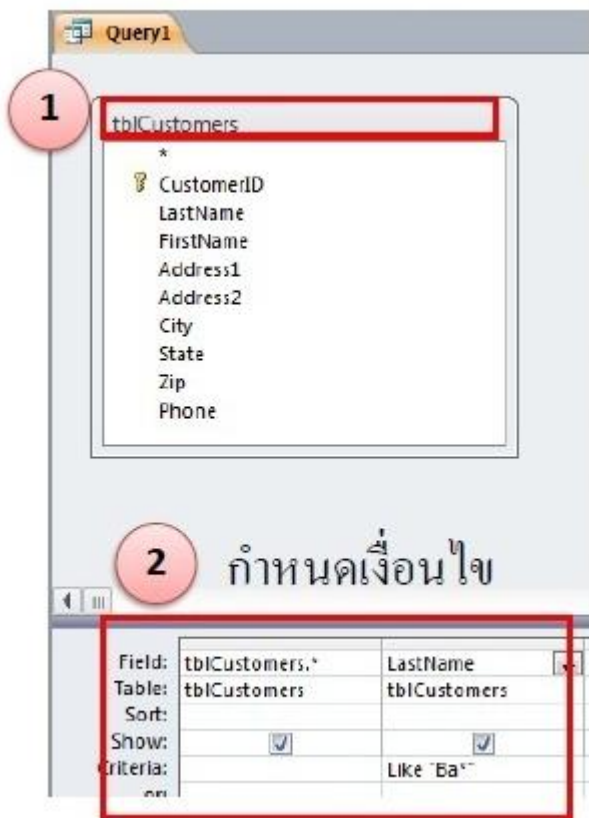 Query1
1
tblCustomers
*
CustomerID
LastName
FirstName
Address1
Address2
City
State
Zip
Phone
2 กำหนดเงื่อนไข
Field: tblCustomers.* LastName
Table: tblCustomers tblCustomers
Sort:
Show:
Criteria: Like "Ba*"
or: